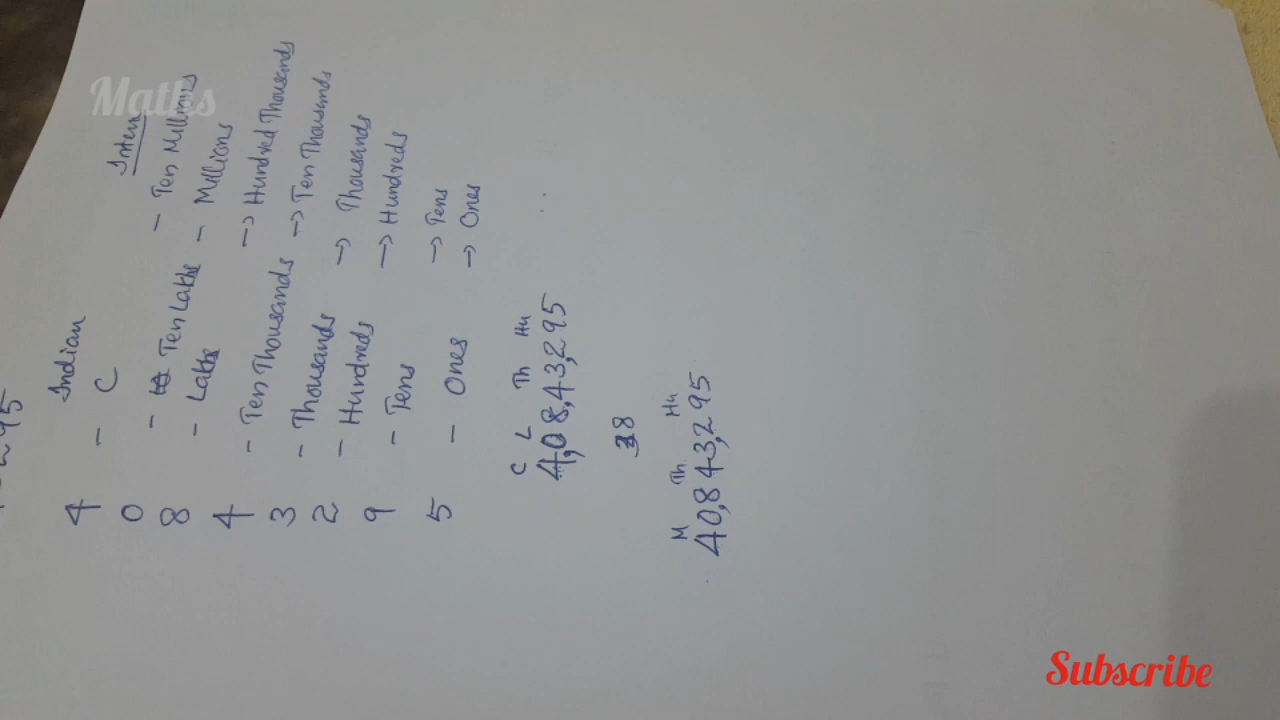 Maths
Indian Intern
4 - C - Ten Millions
0 - Ten Lakhs - Millions
8 - Lakhs -> Hundred Thousands
4 - Ten Thousands -> Ten Thousands
3 - Thousands -> Thousands
2 - Hundreds -> Hundreds
9 - Tens -> Tens
5 - Ones -> Ones
C L Th Hu
4,08,43,295
38
M Th Hu
40,843,295
Subscribe